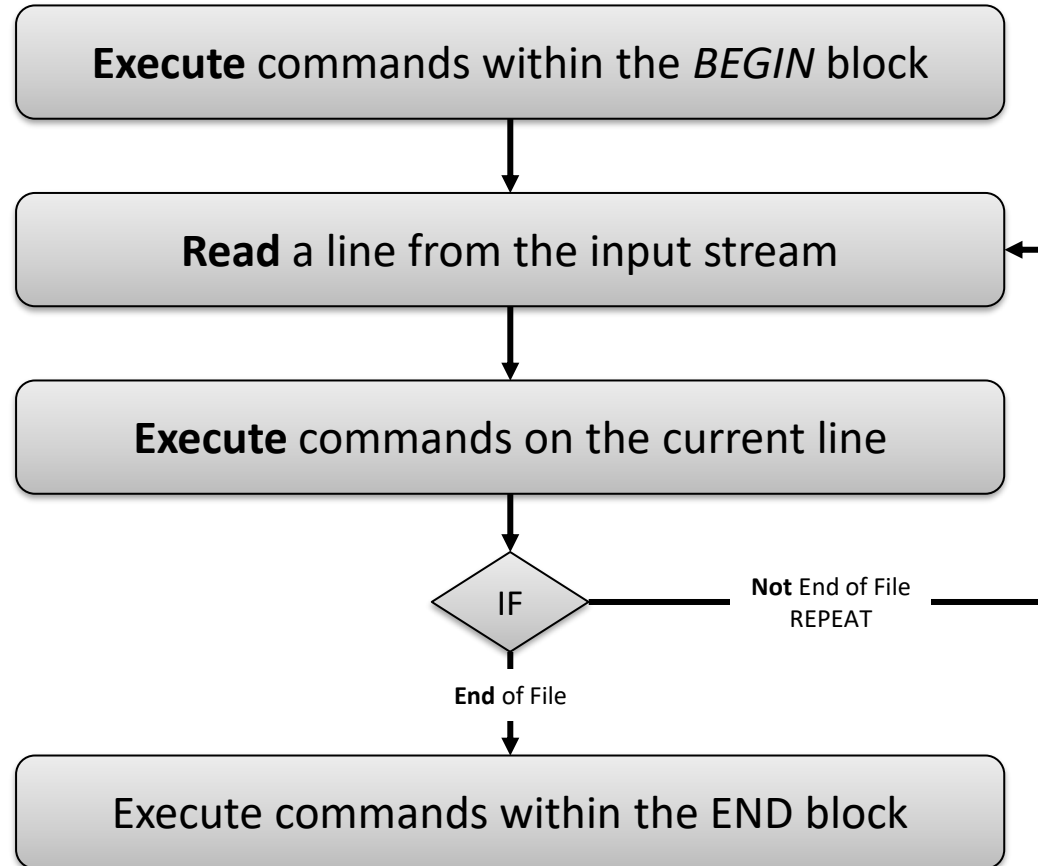 Execute commands within the BEGIN block
Read a line from the input stream
Execute commands on the current line
IF
Not End of File
REPEAT
End of File
Execute commands within the END block